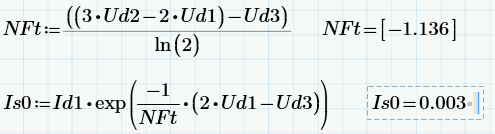 NFt:=((3·Ud2−2·Ud1)−Ud3)/ln(2) NFt=[−1.136]
Is0:=Id1·exp(−1/NFt·(2·Ud1−Ud3)) Is0=0.003